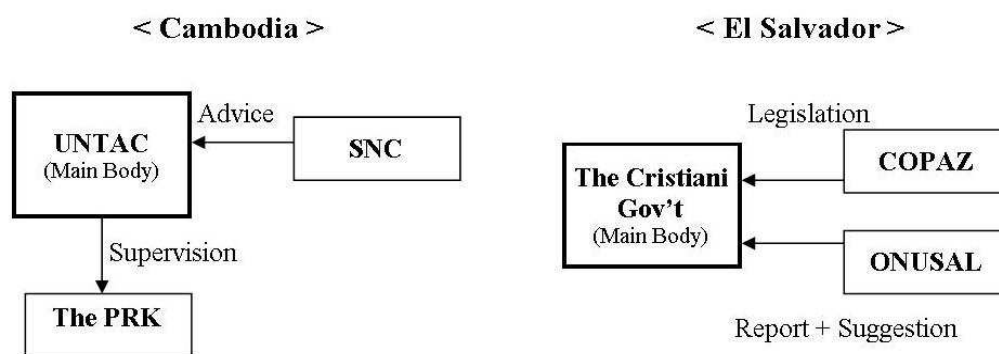 < Cambodia >
UNTAC
(Main Body)
Advice
SNC
Supervision
The PRK
< El Salvador >
Legislation
COPAZ
The Cristiani
Gov't
(Main Body)
ONUSAL
Report + Suggestion